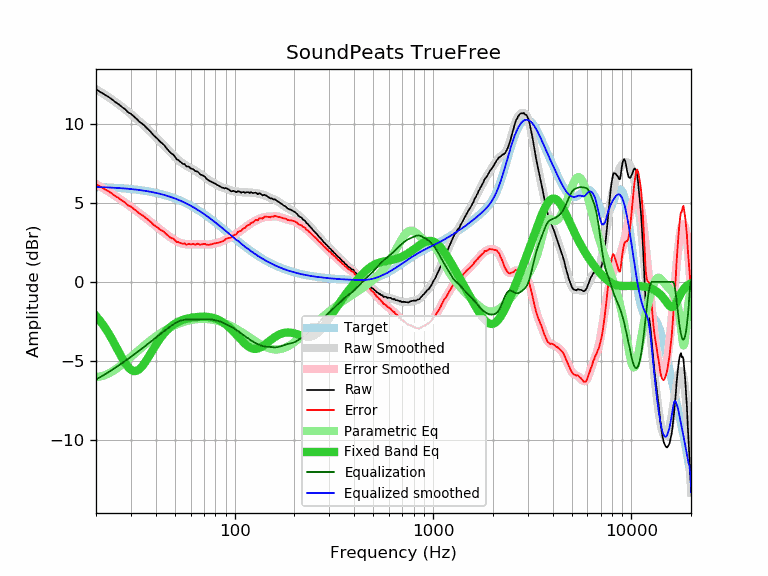 SoundPeats TrueFree
Amplitude (dBr)
10
5
0
−5
−10
Target
Raw Smoothed
Error Smoothed
Raw
Error
Parametric Eq
Fixed Band Eq
Equalization
Equalized smoothed
100 1000 10000
Frequency (Hz)